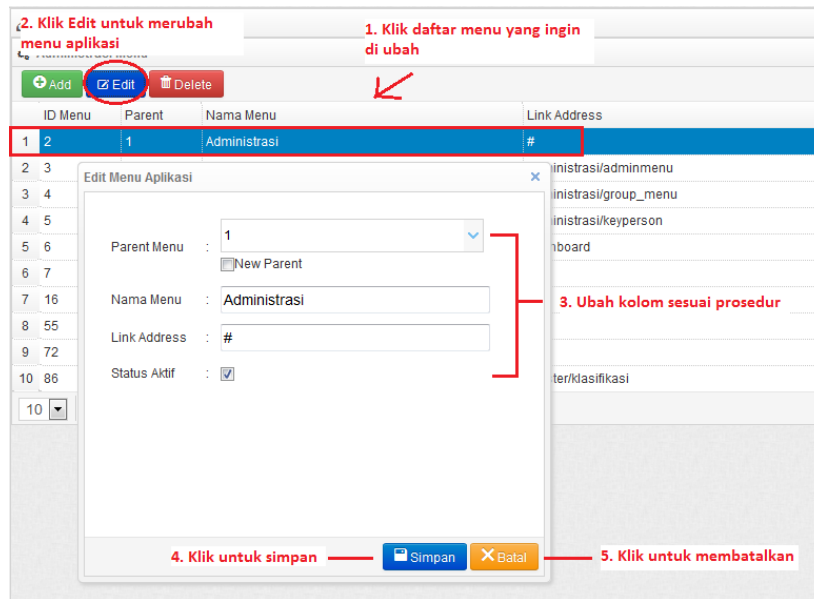 2. Klik Edit untuk merubah
menu aplikasi
1. Klik daftar menu yang ingin
di ubah
Add Edit Delete
ID Menu Parent Nama Menu Link Address
1 2 1 Administrasi #
2 3 inistrasi/adminmenu
3 4 inistrasi/group_menu
4 5 inistrasi/keyperson
5 6 board
6 7
7 16
8 55
9 72
10 86 ter/klasifikasi
10
Edit Menu Aplikasi
Parent Menu : 1
New Parent
Nama Menu : Administrasi
Link Address : #
Status Aktif :
3. Ubah kolom sesuai prosedur
4. Klik untuk simpan
Simpan Batal
5. Klik untuk membatalkan